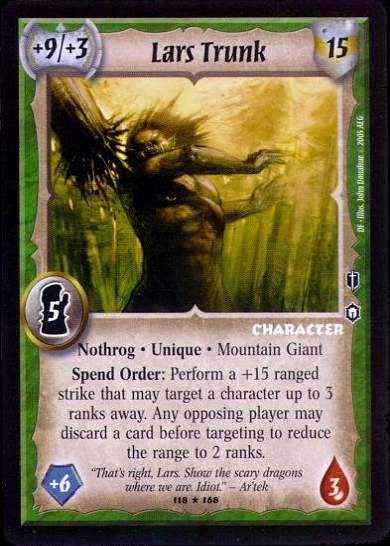 +9/+3
Lars Trunk
15
DF • Illus. John Donahue © 2005 AEG
5
CHARACTER
Nothrog • Unique • Mountain Giant
Spend Order: Perform a +15 ranged
strike that may target a character up to 3
ranks away. Any opposing player may
discard a card before targeting to reduce
the range to 2 ranks.
"That's right, Lars. Show the scary dragons
where we are. Idiot." – Ar'tek
+6
118 ★ 168
3